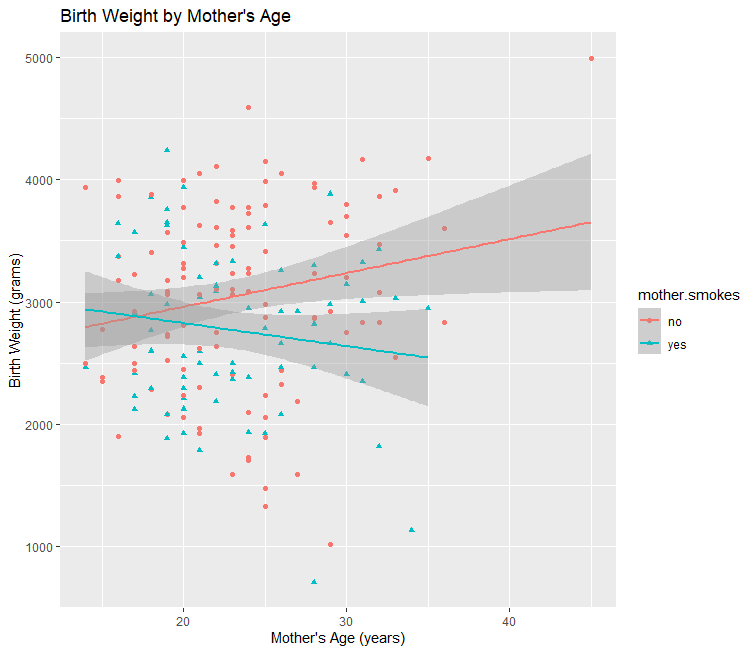 Birth Weight by Mother's Age
5000
4000
3000
2000
1000
Birth Weight (grams)
20
30
40
Mother's Age (years)
mother.smokes
no
yes